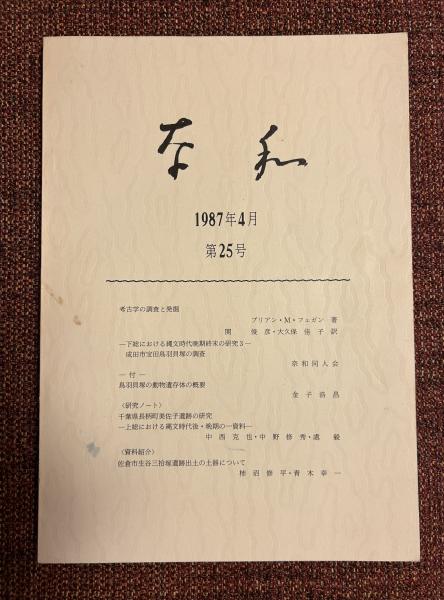 奈和
1987年4月
第25号
考古学の調査と発掘
ブリアン・M・フェガン 著
関 俊彦・大久保 佳子 訳
―下総における縄文時代晩期終末の研究3―
成田市宝田鳥羽貝塚の調査
奈和同人会
―付―
鳥羽貝塚の動物遺存体の概要
金子浩昌
〈研究ノート〉
千葉県長柄町美佐子遺跡の研究
―上総における縄文時代後・晩期の一資料―
中西克也・中野修秀・盧 毅
〈資料紹介〉
佐倉市生谷三拾塚遺跡出土の土器について
柿沼修平・青木幸一